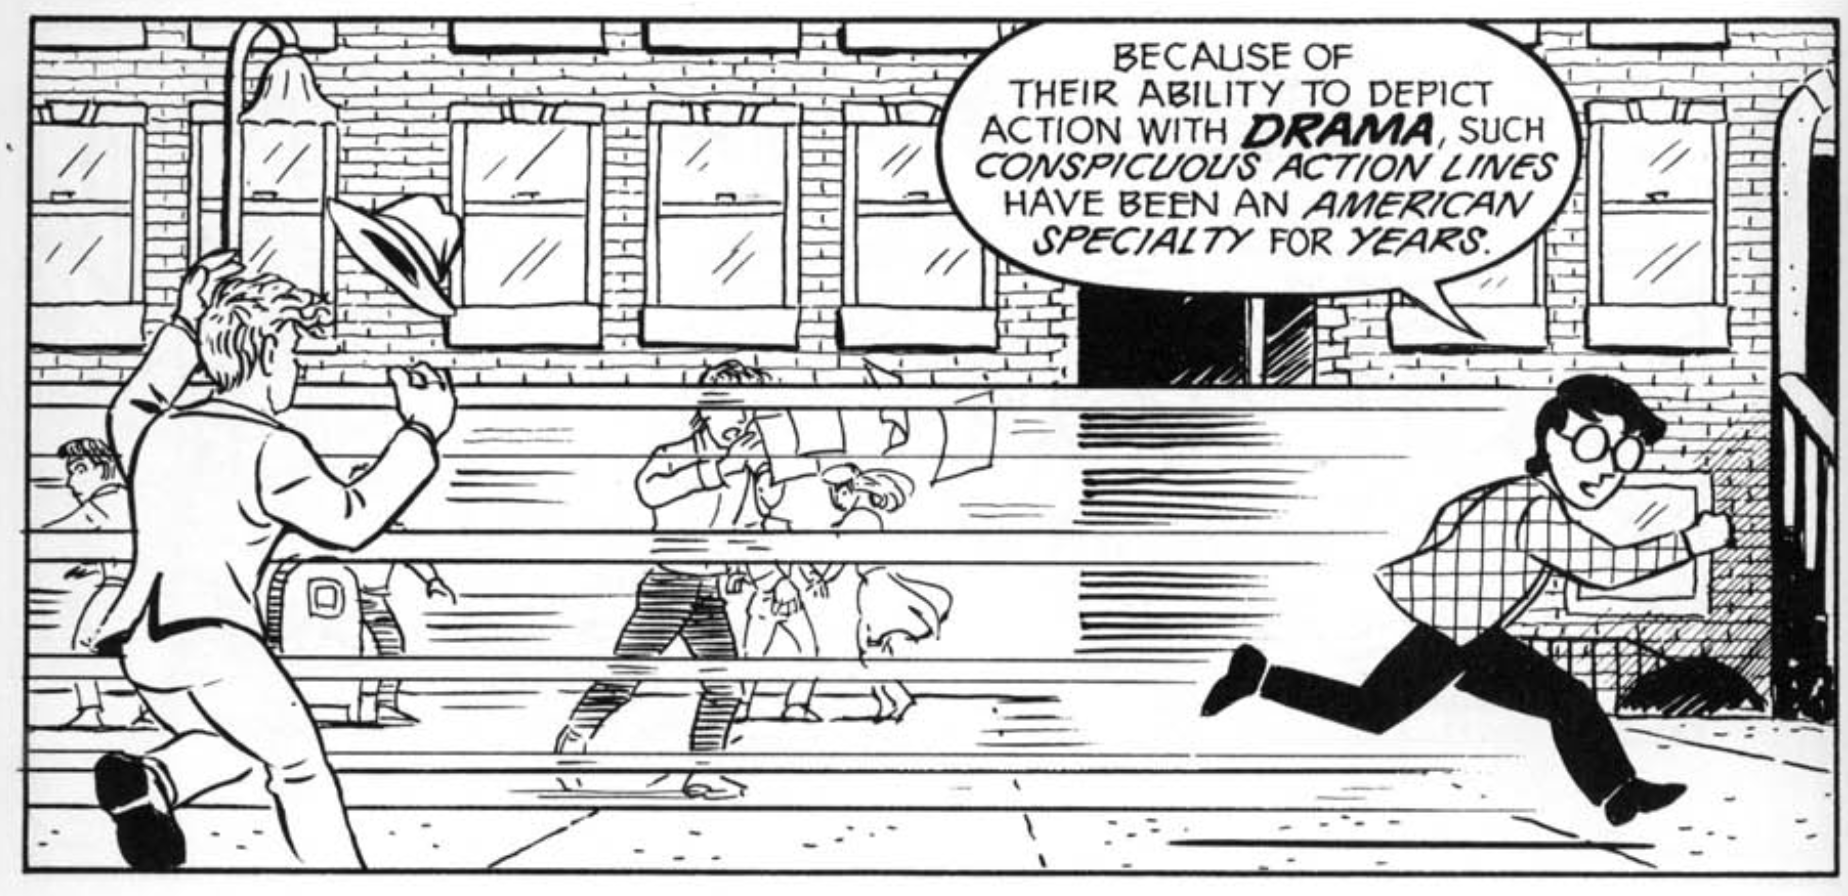 BECAUSE OF
THEIR ABILITY TO DEPICT
ACTION WITH DRAMA, SUCH
CONSPICUOUS ACTION LINES
HAVE BEEN AN AMERICAN
SPECIALTY FOR YEARS.